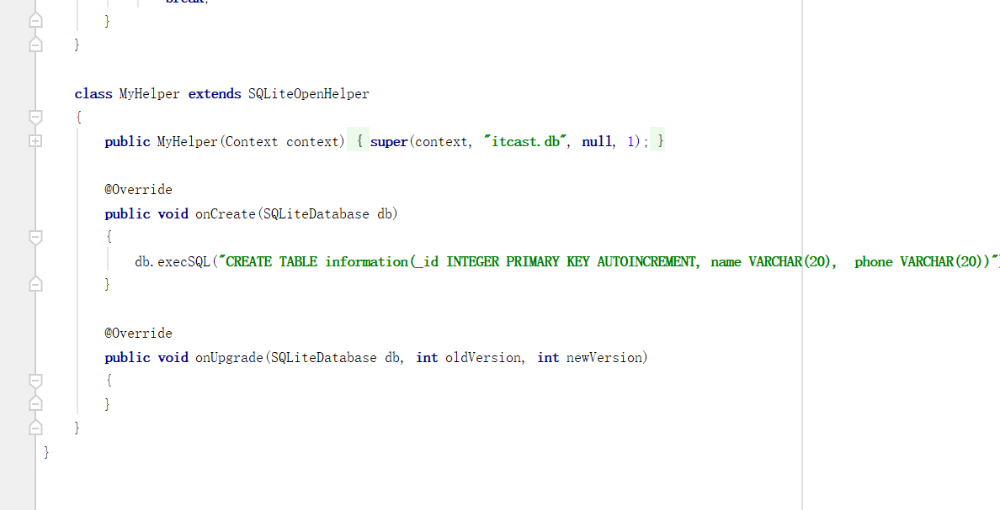 break;
}
}
class MyHelper extends SQLiteOpenHelper
{
public MyHelper(Context context) { super(context, "itcast.db", null, 1); }
@Override
public void onCreate(SQLiteDatabase db)
{
db.execSQL("CREATE TABLE information(_id INTEGER PRIMARY KEY AUTOINCREMENT, name VARCHAR(20),  phone VARCHAR(20))")
}
@Override
public void onUpgrade(SQLiteDatabase db, int oldVersion, int newVersion)
{
}
}
}